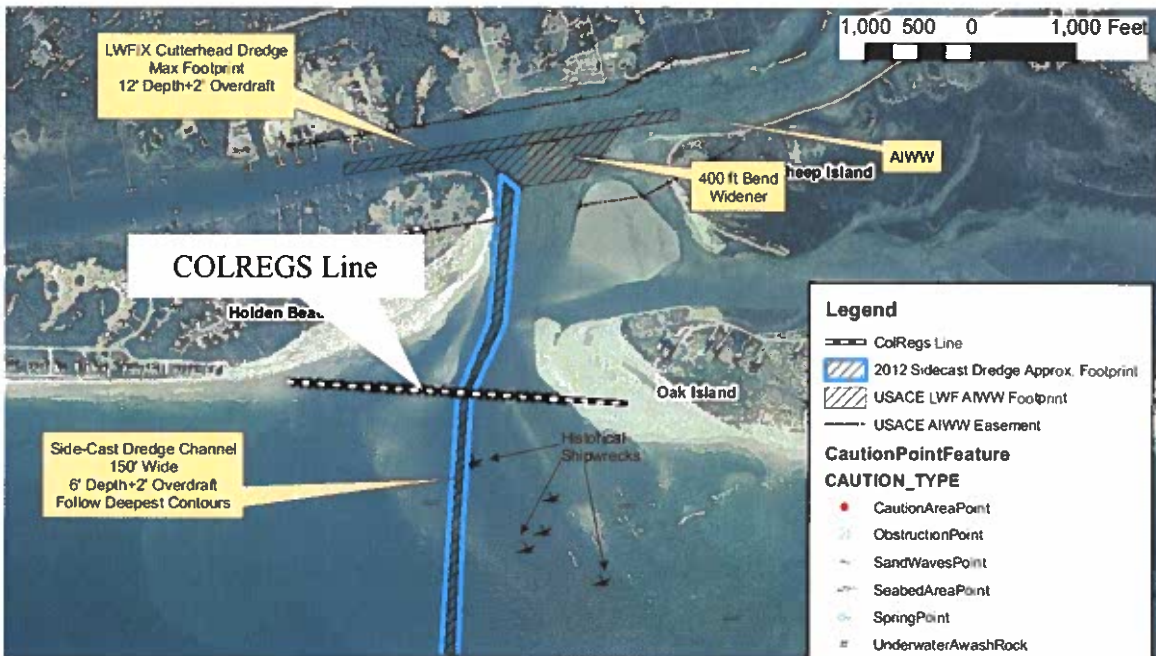 1,000 500 0 1,000 Feet
LWFIX Cutterhead Dredge
Max Footprint
12' Depth+2' Overdraft
AIWW
400 ft Bend
Widener
heep Island
COLREGS Line
Holden Bea
Oak Island
Historical
Shipwrecks
Side-Cast Dredge Channel
150' Wide
6' Depth+2' Overdraft
Follow Deepest Contours
Legend
ColRegs Line
2012 Sidecast Dredge Approx. Footprint
USACE LWF AIWW Footprint
USACE AIWW Easement
CautionPointFeature
CAUTION_TYPE
CautionAreaPoint
ObstructionPoint
SandWavesPoint
SeabedAreaPoint
SpringPoint
UnderwaterAwashRock